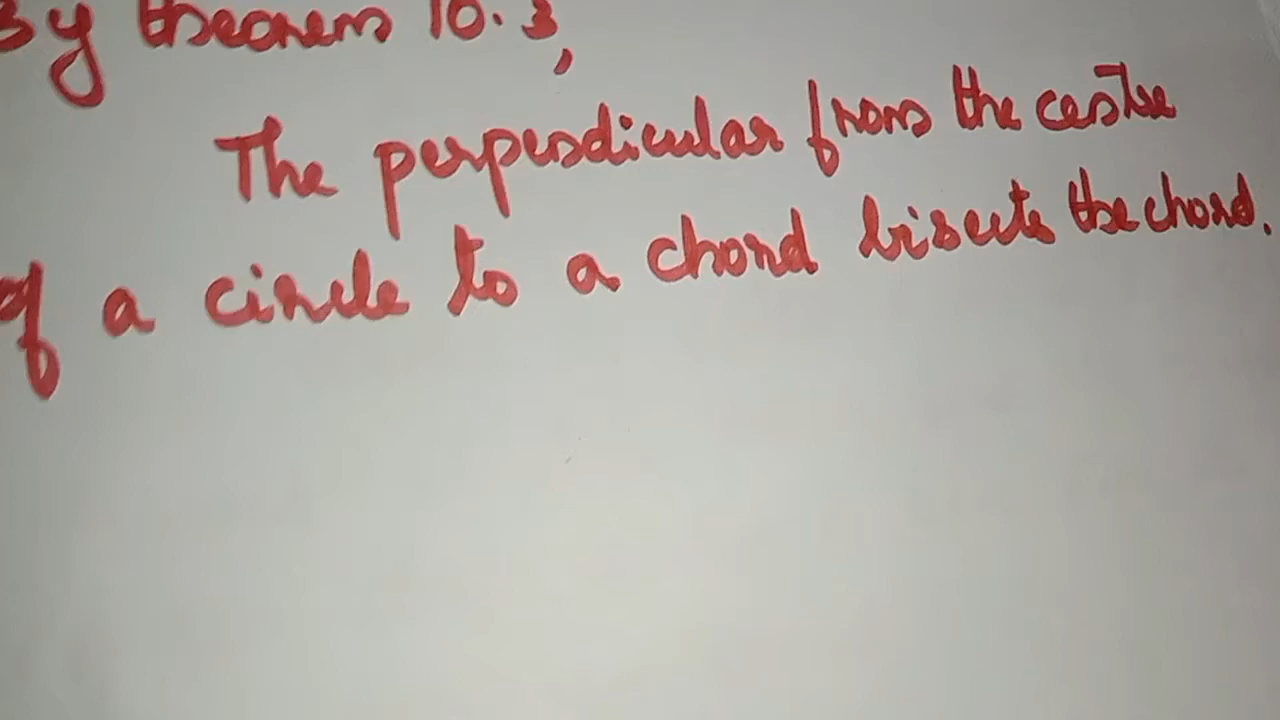 By theorem 10.3,
The perpendicular from the centre
of a circle to a chord bisects the chord.